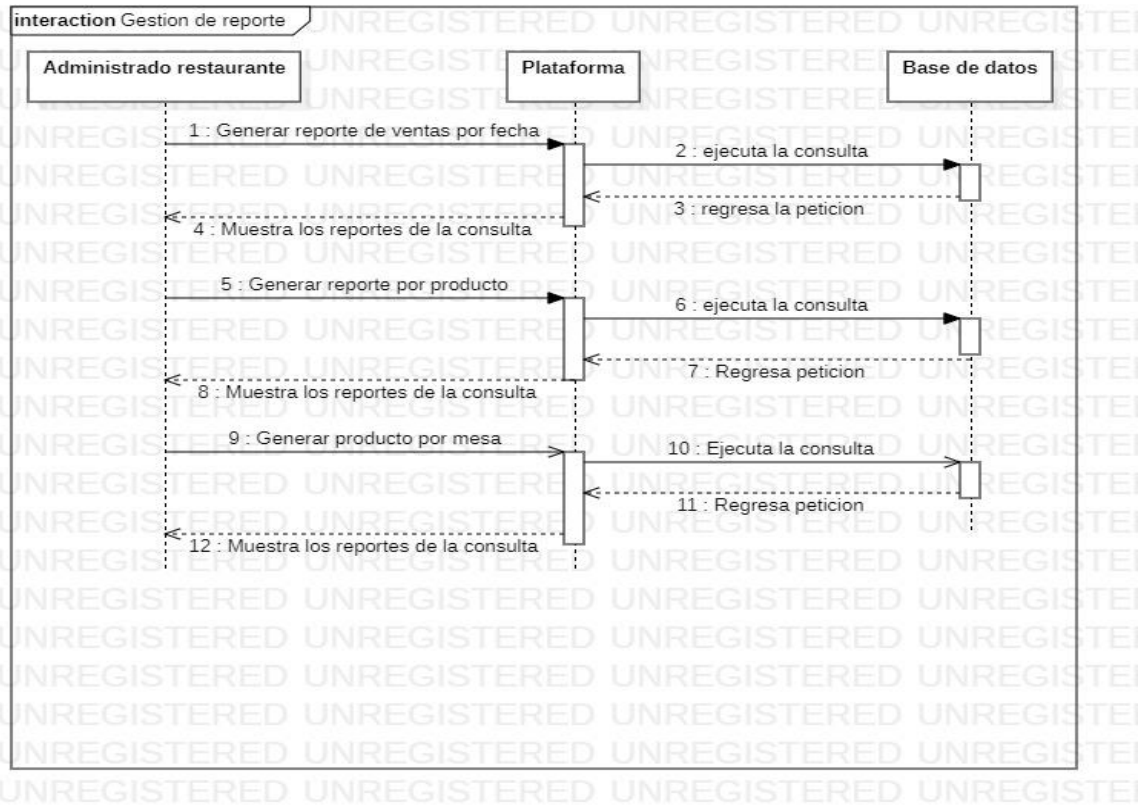 interaction Gestion de reporte
Administrado restaurante
Plataforma
Base de datos
1 : Generar reporte de ventas por fecha
2 : ejecuta la consulta
3 : regresa la peticion
4 : Muestra los reportes de la consulta
5 : Generar reporte por producto
6 : ejecuta la consulta
7 : Regresa peticion
8 : Muestra los reportes de la consulta
9 : Generar producto por mesa
10 : Ejecuta la consulta
11 : Regresa peticion
12 : Muestra los reportes de la consulta
UNREGISTERED